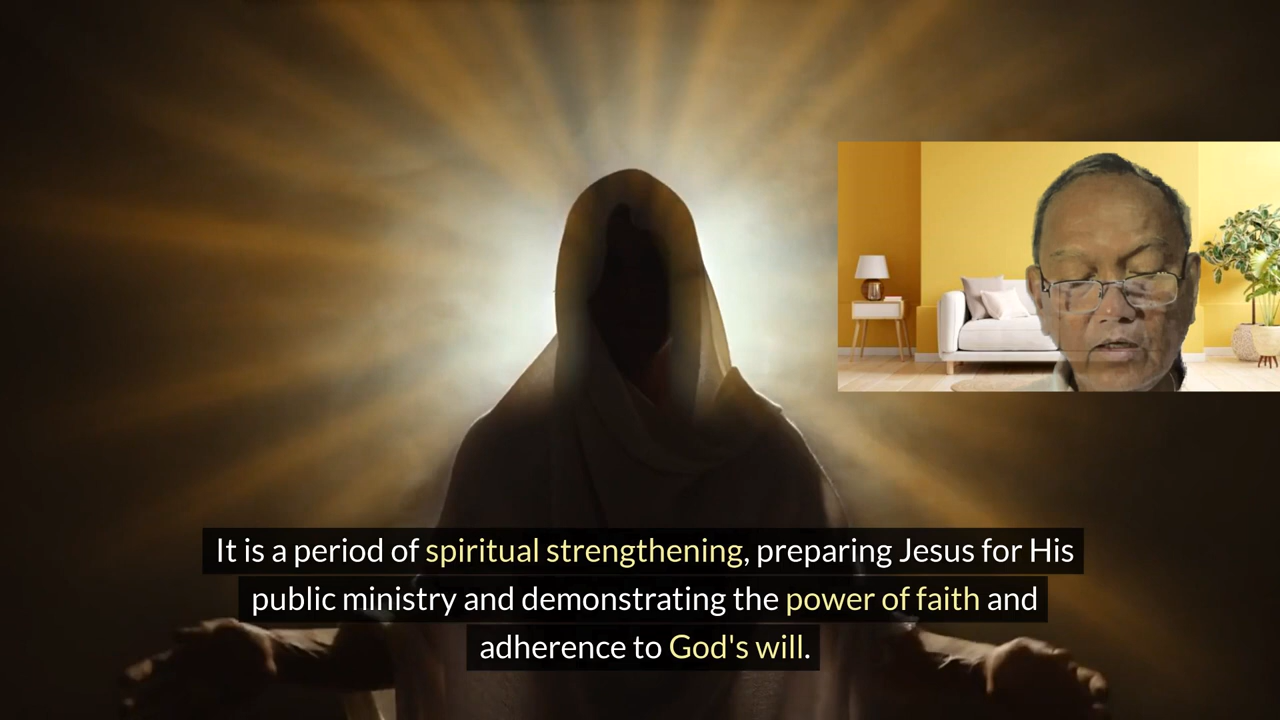 It is a period of spiritual strengthening, preparing Jesus for His
public ministry and demonstrating the power of faith and
adherence to God's will.